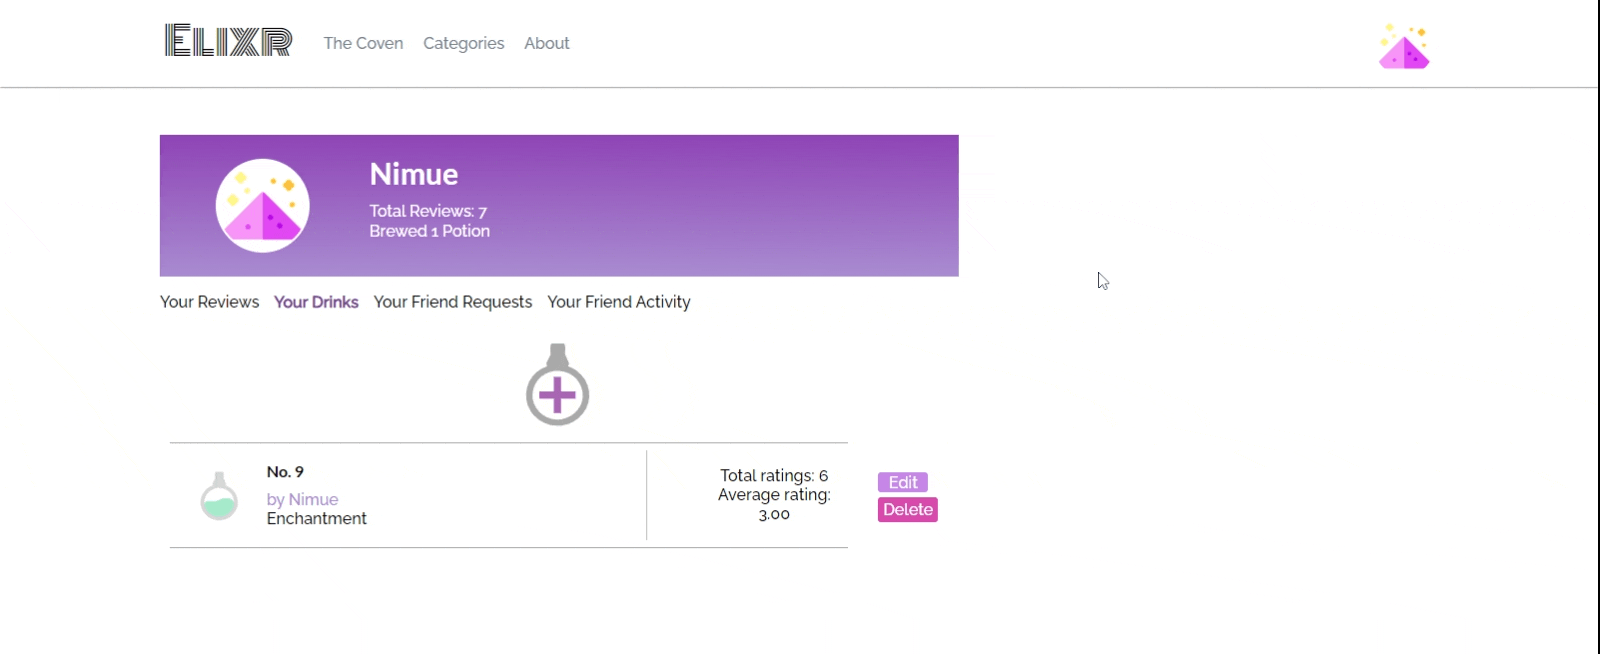 ELIXR
The Coven
Categories
About
Nimue
Total Reviews: 7
Brewed 1 Potion
Your Reviews
Your Drinks
Your Friend Requests
Your Friend Activity
No. 9
by Nimue
Enchantment
Total ratings: 6
Average rating:
3.00
Edit
Delete